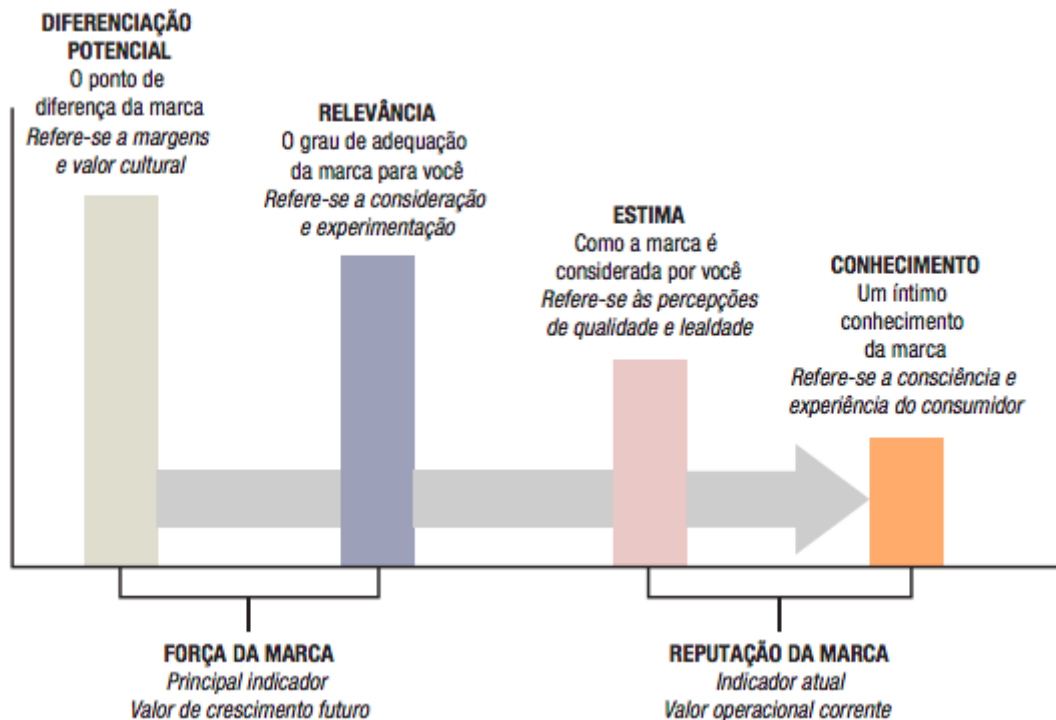 DIFERENCIAÇÃO
POTENCIAL
O ponto de
diferença da marca
Refere-se a margens
e valor cultural
RELEVÂNCIA
O grau de adequação
da marca para você
Refere-se a consideração
e experimentação
ESTIMA
Como a marca é
considerada por você
Refere-se às percepções
de qualidade e lealdade
CONHECIMENTO
Um íntimo
conhecimento
da marca
Refere-se a consciência e
experiência do consumidor
FORÇA DA MARCA
Principal indicador
Valor de crescimento futuro
REPUTAÇÃO DA MARCA
Indicador atual
Valor operacional corrente